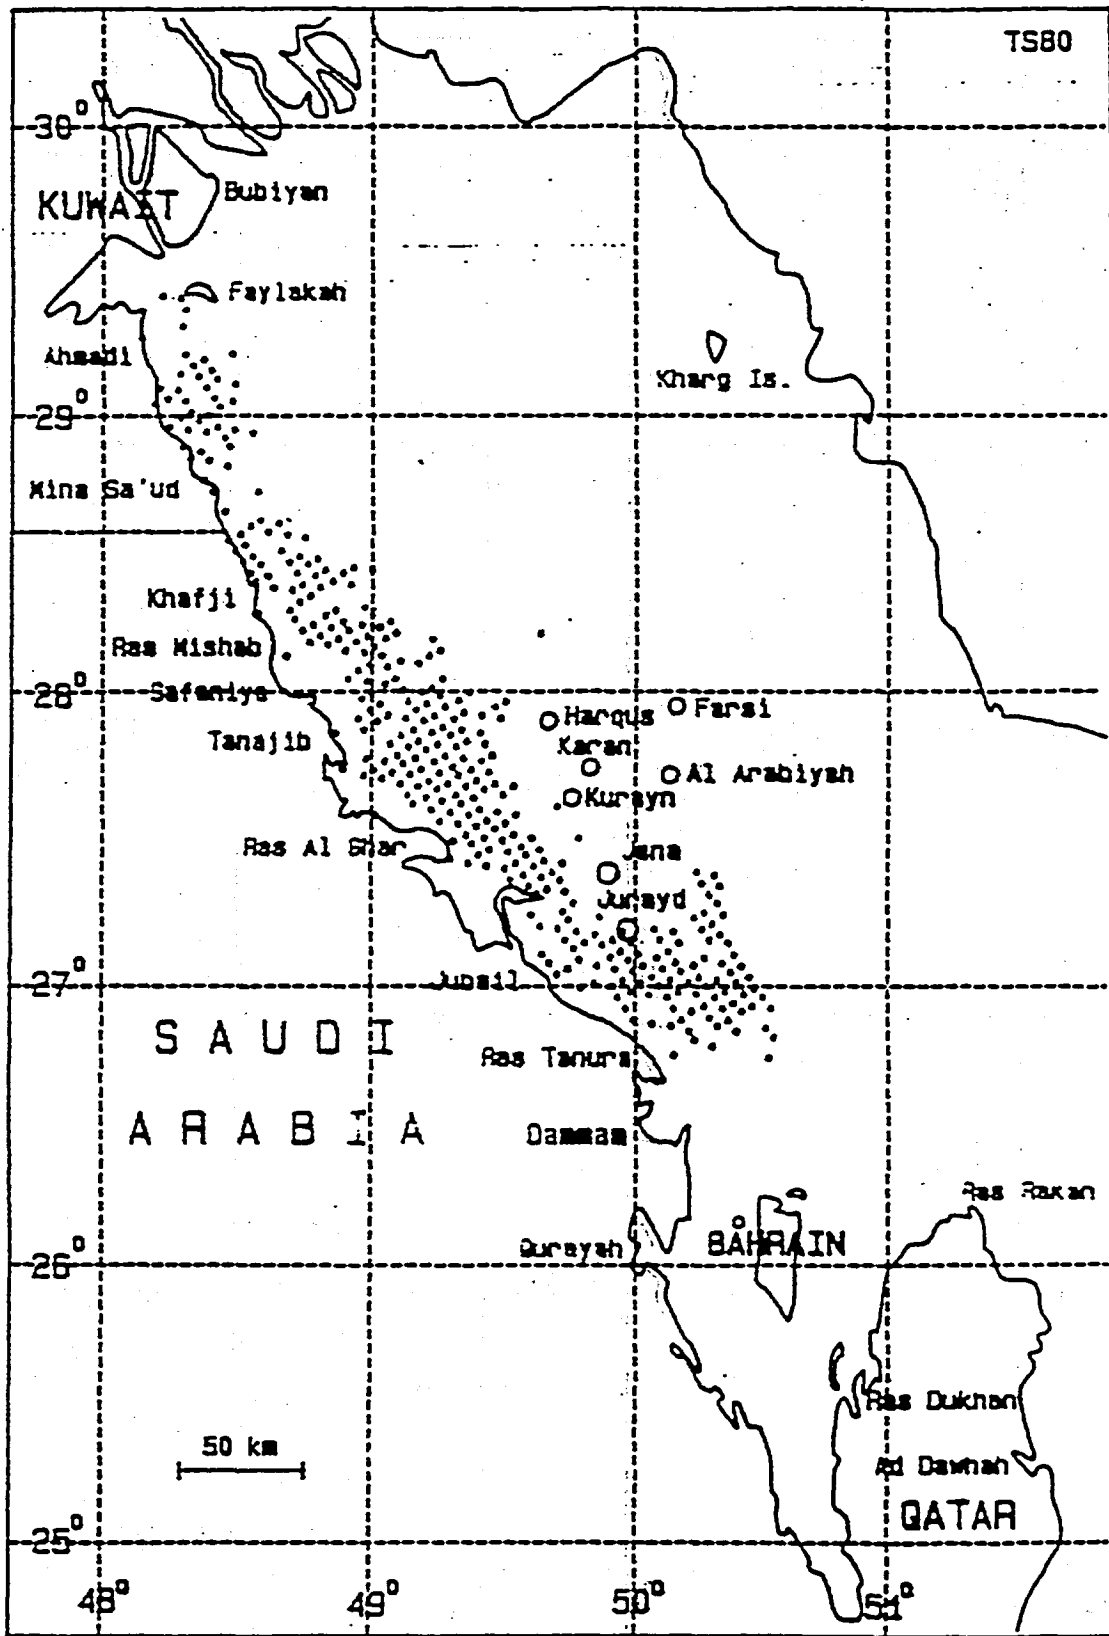 TS80
30°
KUWAIT
Bubiyan
Faylakah
Ahmadi
Kharg Is.
29°
Mina Sa'ud
Khafji
Ras Mishab
28°
Safaniya
Harqus
Farsi
Tanajib
Karan
Al Arabiyah
Kurayn
Ras Al Ghar
Jana
Jurayd
Jubail
27°
SAUDI
Ras Tanura
ARABIA
Dammam
Ras Rakan
Qurayah
BAHRAIN
26°
Ras Dukhan
50 km
Ad Dawhah
QATAR
25°
48°
49°
50°
51°